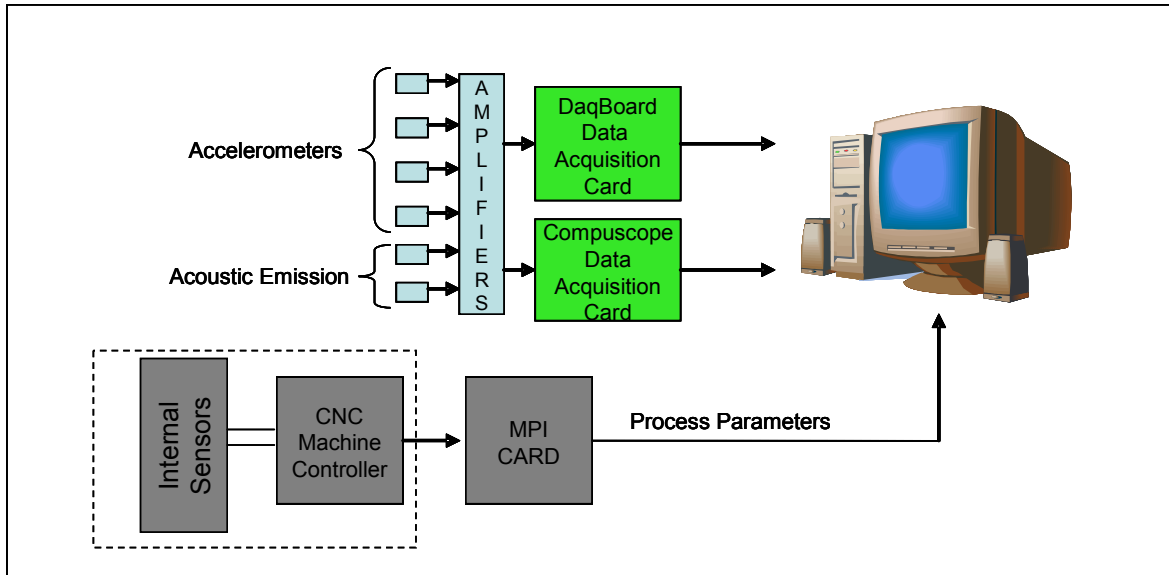 Accelerometers
Acoustic Emission
A
M
P
L
I
F
I
E
R
S
DaqBoard
Data
Acquisition
Card
Compuscope
Data
Acquisition
Card
Internal
Sensors
CNC
Machine
Controller
MPI
CARD
Process Parameters